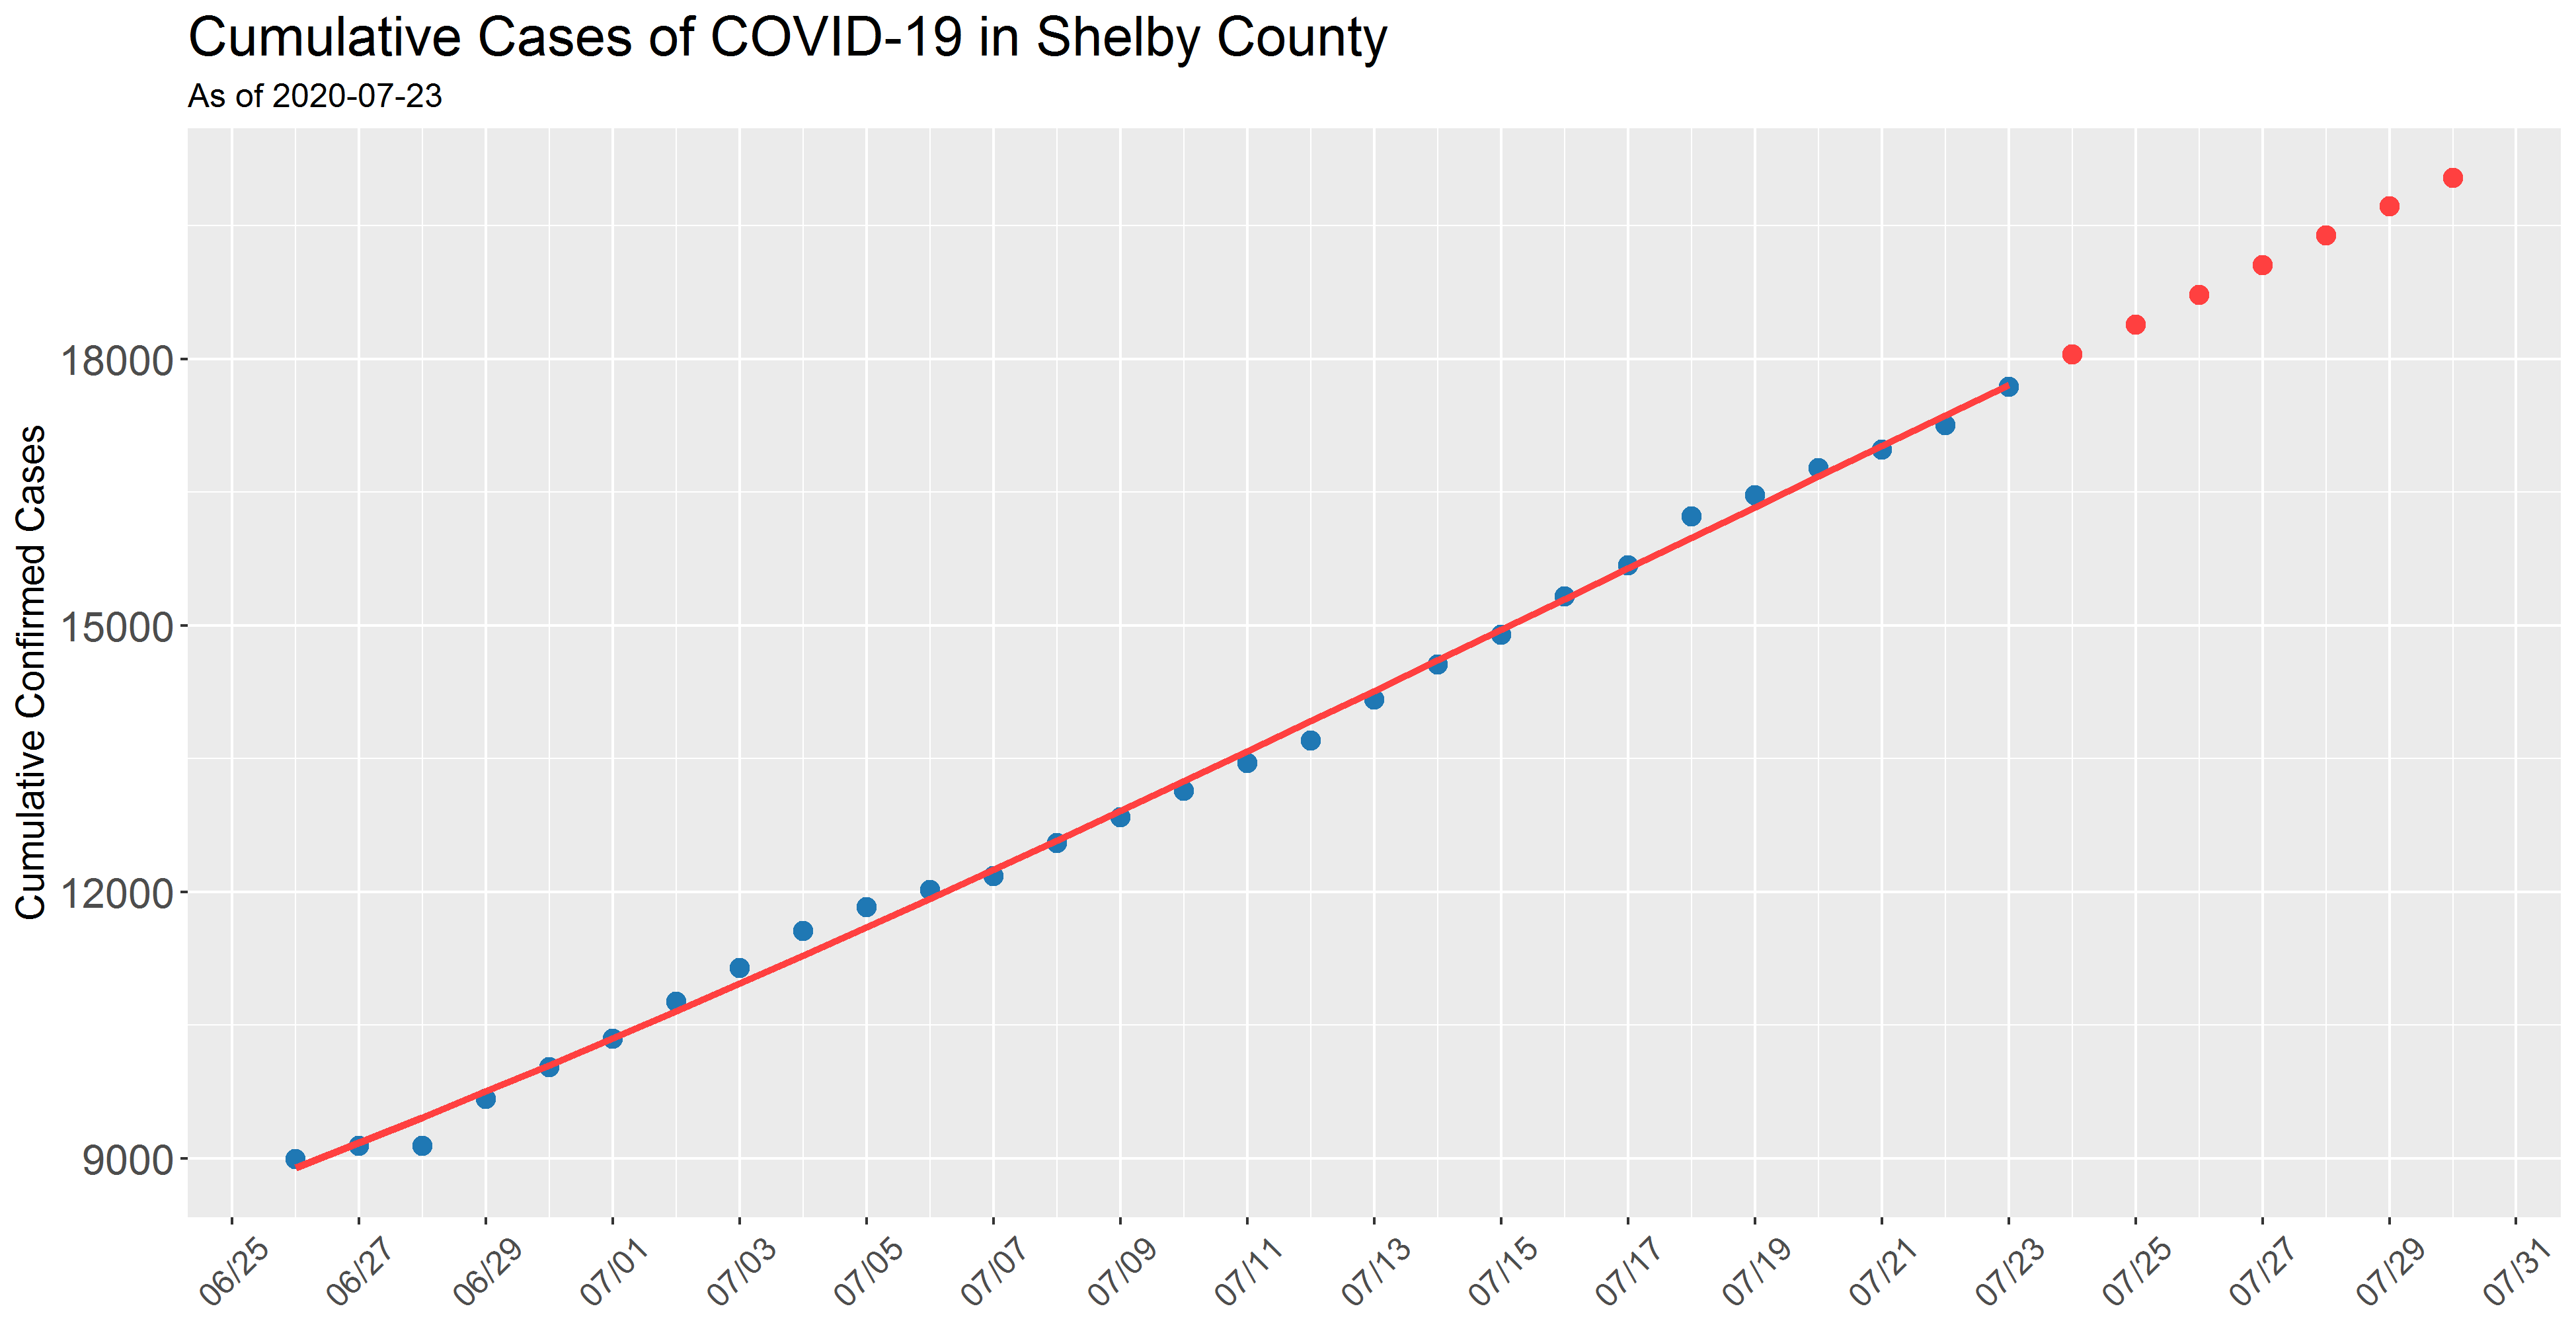 Cumulative Cases of COVID-19 in Shelby County
As of 2020-07-23
Cumulative Confirmed Cases
18000
15000
12000
9000
06/25 06/27 06/29 07/01 07/03 07/05 07/07 07/09 07/11 07/13 07/15 07/17 07/19 07/21 07/23 07/25 07/27 07/29 07/31